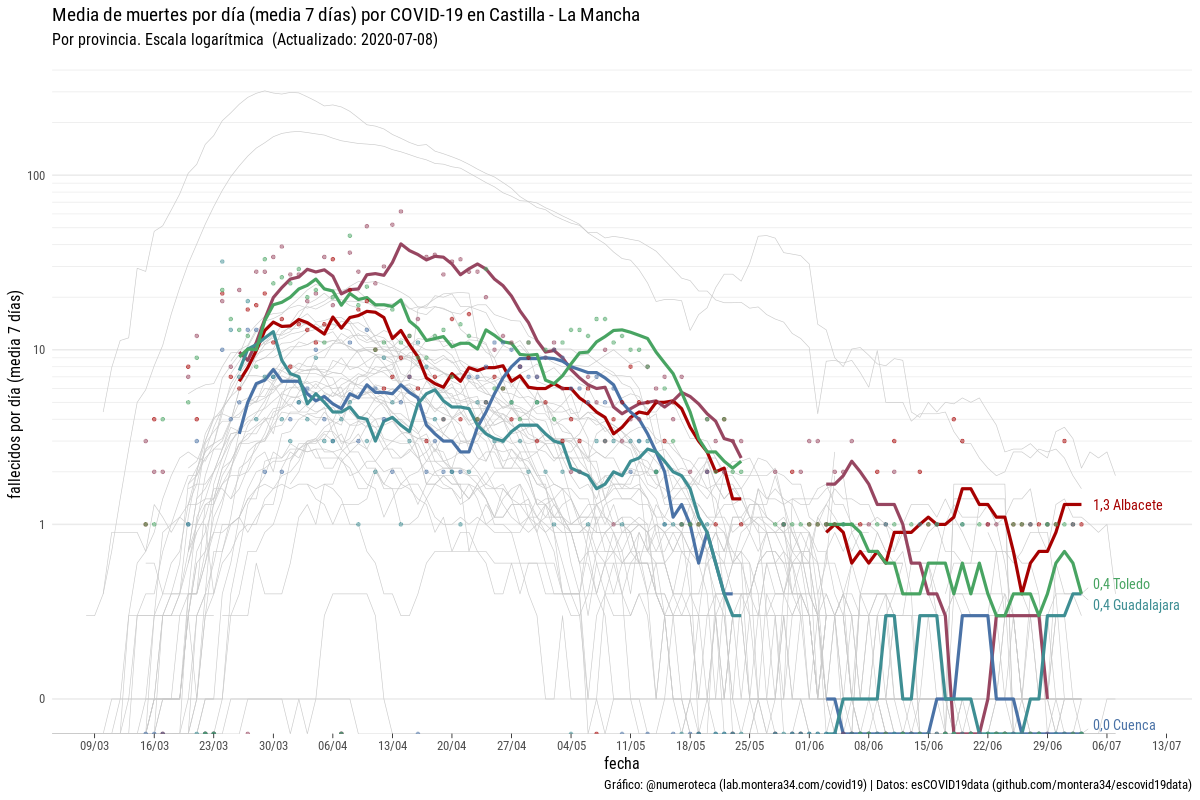 Media de muertes por día (media 7 días) por COVID-19 en Castilla - La Mancha
Por provincia. Escala logarítmica  (Actualizado: 2020-07-08)
fallecidos por día (media 7 días)
100
10
1
0
1,3 Albacete
0,4 Toledo
0,4 Guadalajara
0,0 Cuenca
09/03 16/03 23/03 30/03 06/04 13/04 20/04 27/04 04/05 11/05 18/05 25/05 01/06 08/06 15/06 22/06 29/06 06/07 13/07
fecha
Gráfico: @numeroteca (lab.montera34.com/covid19) | Datos: esCOVID19data (github.com/montera34/escovid19data)